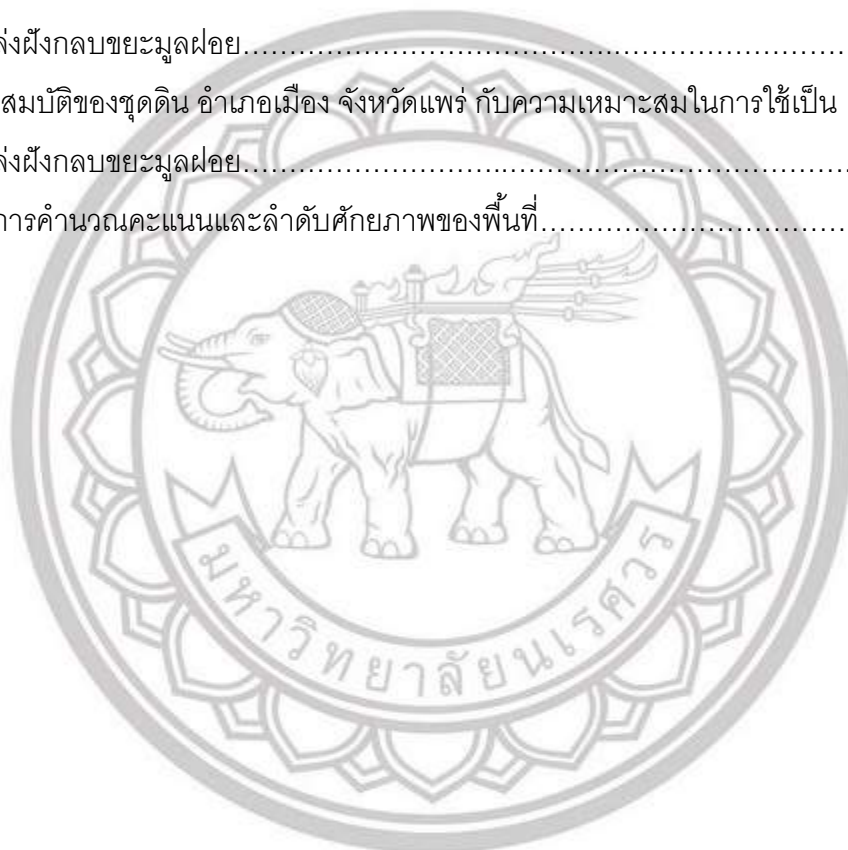 ล่งฝังกลบขยะมูลฝอย……………………………………..………………………
สมบัติของชุดดิน อำเภอเมือง จังหวัดแพร่ กับความเหมาะสมในการใช้เป็น
ล่งฝังกลบขยะมูลฝอย…………………………..……………………………………
การคำนวณคะแนนและลำดับศักยภาพของพื้นที่………………………………
มหาวิทยาลัยนเรศวร